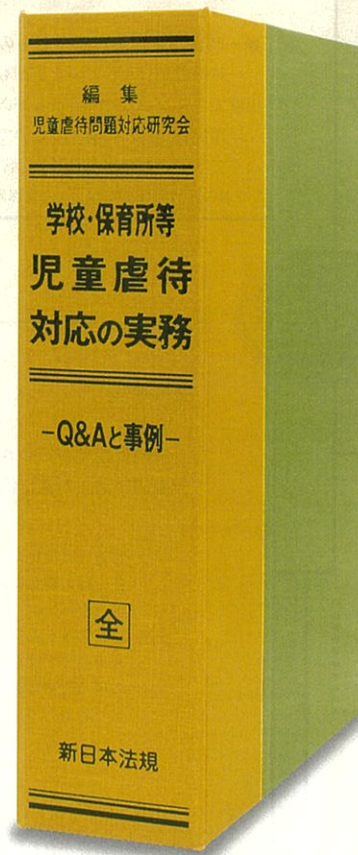 編集
児童虐待問題対応研究会
学校・保育所等
児童虐待
対応の実務
−Q&Aと事例−
全
新日本法規